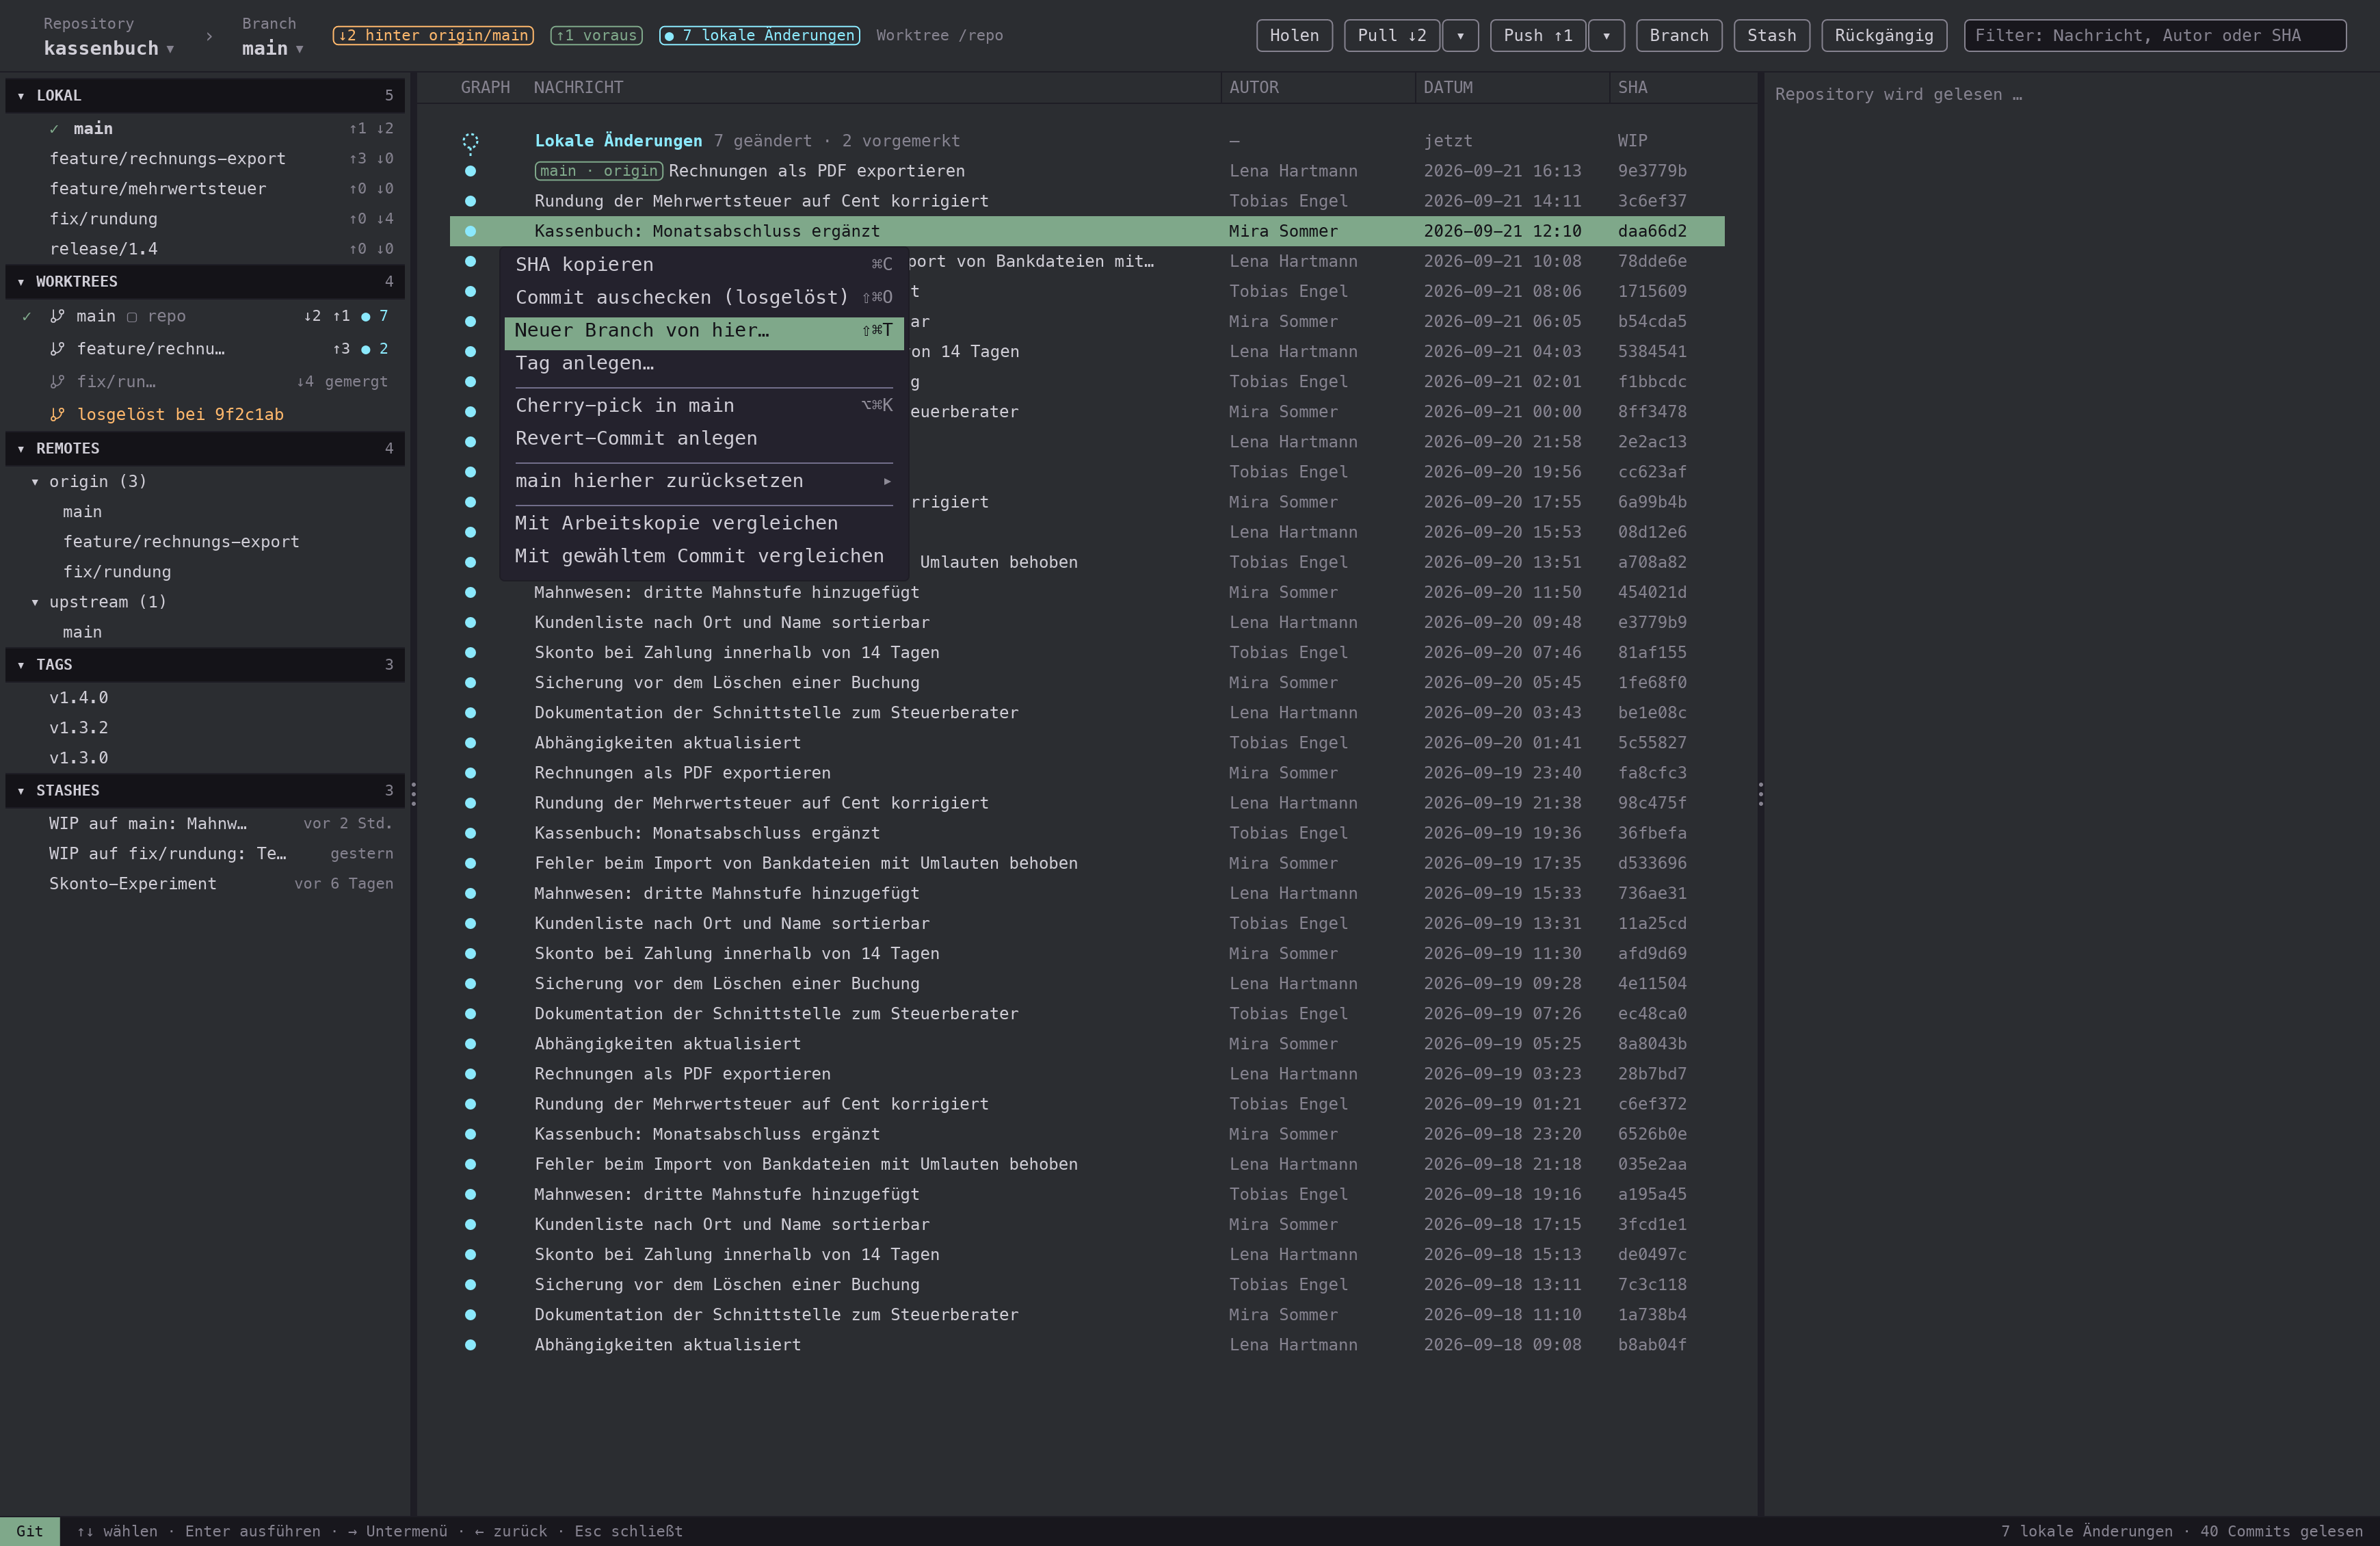 Repository
kassenbuch ▾
›
Branch
main ▾
↓2 hinter origin/main ↑1 voraus ● 7 lokale Änderungen Worktree /repo
Holen Pull ↓2 ▾ Push ↑1 ▾ Branch Stash Rückgängig Filter: Nachricht, Autor oder SHA
▾ LOKAL 5
✓ main ↑1 ↓2
feature/rechnungs-export ↑3 ↓0
feature/mehrwertsteuer ↑0 ↓0
fix/rundung ↑0 ↓4
release/1.4 ↑0 ↓0
▾ WORKTREES 4
✓ main ▢ repo ↓2 ↑1 ● 7
feature/rechnu… ↑3 ● 2
fix/run… ↓4 gemergt
losgelöst bei 9f2c1ab
▾ REMOTES 4
▾ origin (3)
main
feature/rechnungs-export
fix/rundung
▾ upstream (1)
main
▾ TAGS 3
v1.4.0
v1.3.2
v1.3.0
▾ STASHES 3
WIP auf main: Mahnw… vor 2 Std.
WIP auf fix/rundung: Te… gestern
Skonto-Experiment vor 6 Tagen
GRAPH NACHRICHT AUTOR DATUM SHA
Lokale Änderungen 7 geändert · 2 vorgemerkt — jetzt WIP
main · origin Rechnungen als PDF exportieren Lena Hartmann 2026-09-21 16:13 9e3779b
Rundung der Mehrwertsteuer auf Cent korrigiert Tobias Engel 2026-09-21 14:11 3c6ef37
Kassenbuch: Monatsabschluss ergänzt Mira Sommer 2026-09-21 12:10 daa66d2
port von Bankdateien mit… Lena Hartmann 2026-09-21 10:08 78dde6e
t Tobias Engel 2026-09-21 08:06 1715609
ar Mira Sommer 2026-09-21 06:05 b54cda5
on 14 Tagen Lena Hartmann 2026-09-21 04:03 5384541
g Tobias Engel 2026-09-21 02:01 f1bbcdc
euerberater Mira Sommer 2026-09-21 00:00 8ff3478
Lena Hartmann 2026-09-20 21:58 2e2ac13
Tobias Engel 2026-09-20 19:56 cc623af
rrigiert Mira Sommer 2026-09-20 17:55 6a99b4b
Lena Hartmann 2026-09-20 15:53 08d12e6
Umlauten behoben Tobias Engel 2026-09-20 13:51 a708a82
SHA kopieren ⌘C
Commit auschecken (losgelöst) ⇧⌘O
Neuer Branch von hier… ⇧⌘T
Tag anlegen…
Cherry-pick in main ⌥⌘K
Revert-Commit anlegen
main hierher zurücksetzen ▸
Mit Arbeitskopie vergleichen
Mit gewähltem Commit vergleichen
Mahnwesen: dritte Mahnstufe hinzugefügt Mira Sommer 2026-09-20 11:50 454021d
Kundenliste nach Ort und Name sortierbar Lena Hartmann 2026-09-20 09:48 e3779b9
Skonto bei Zahlung innerhalb von 14 Tagen Tobias Engel 2026-09-20 07:46 81af155
Sicherung vor dem Löschen einer Buchung Mira Sommer 2026-09-20 05:45 1fe68f0
Dokumentation der Schnittstelle zum Steuerberater Lena Hartmann 2026-09-20 03:43 be1e08c
Abhängigkeiten aktualisiert Tobias Engel 2026-09-20 01:41 5c55827
Rechnungen als PDF exportieren Mira Sommer 2026-09-19 23:40 fa8cfc3
Rundung der Mehrwertsteuer auf Cent korrigiert Lena Hartmann 2026-09-19 21:38 98c475f
Kassenbuch: Monatsabschluss ergänzt Tobias Engel 2026-09-19 19:36 36fbefa
Fehler beim Import von Bankdateien mit Umlauten behoben Mira Sommer 2026-09-19 17:35 d533696
Mahnwesen: dritte Mahnstufe hinzugefügt Lena Hartmann 2026-09-19 15:33 736ae31
Kundenliste nach Ort und Name sortierbar Tobias Engel 2026-09-19 13:31 11a25cd
Skonto bei Zahlung innerhalb von 14 Tagen Mira Sommer 2026-09-19 11:30 afd9d69
Sicherung vor dem Löschen einer Buchung Lena Hartmann 2026-09-19 09:28 4e11504
Dokumentation der Schnittstelle zum Steuerberater Tobias Engel 2026-09-19 07:26 ec48ca0
Abhängigkeiten aktualisiert Mira Sommer 2026-09-19 05:25 8a8043b
Rechnungen als PDF exportieren Lena Hartmann 2026-09-19 03:23 28b7bd7
Rundung der Mehrwertsteuer auf Cent korrigiert Tobias Engel 2026-09-19 01:21 c6ef372
Kassenbuch: Monatsabschluss ergänzt Mira Sommer 2026-09-18 23:20 6526b0e
Fehler beim Import von Bankdateien mit Umlauten behoben Lena Hartmann 2026-09-18 21:18 035e2aa
Mahnwesen: dritte Mahnstufe hinzugefügt Tobias Engel 2026-09-18 19:16 a195a45
Kundenliste nach Ort und Name sortierbar Mira Sommer 2026-09-18 17:15 3fcd1e1
Skonto bei Zahlung innerhalb von 14 Tagen Lena Hartmann 2026-09-18 15:13 de0497c
Sicherung vor dem Löschen einer Buchung Tobias Engel 2026-09-18 13:11 7c3c118
Dokumentation der Schnittstelle zum Steuerberater Mira Sommer 2026-09-18 11:10 1a738b4
Abhängigkeiten aktualisiert Lena Hartmann 2026-09-18 09:08 b8ab04f
Repository wird gelesen …
Git ↑↓ wählen · Enter ausführen · → Untermenü · ← zurück · Esc schließt
7 lokale Änderungen · 40 Commits gelesen